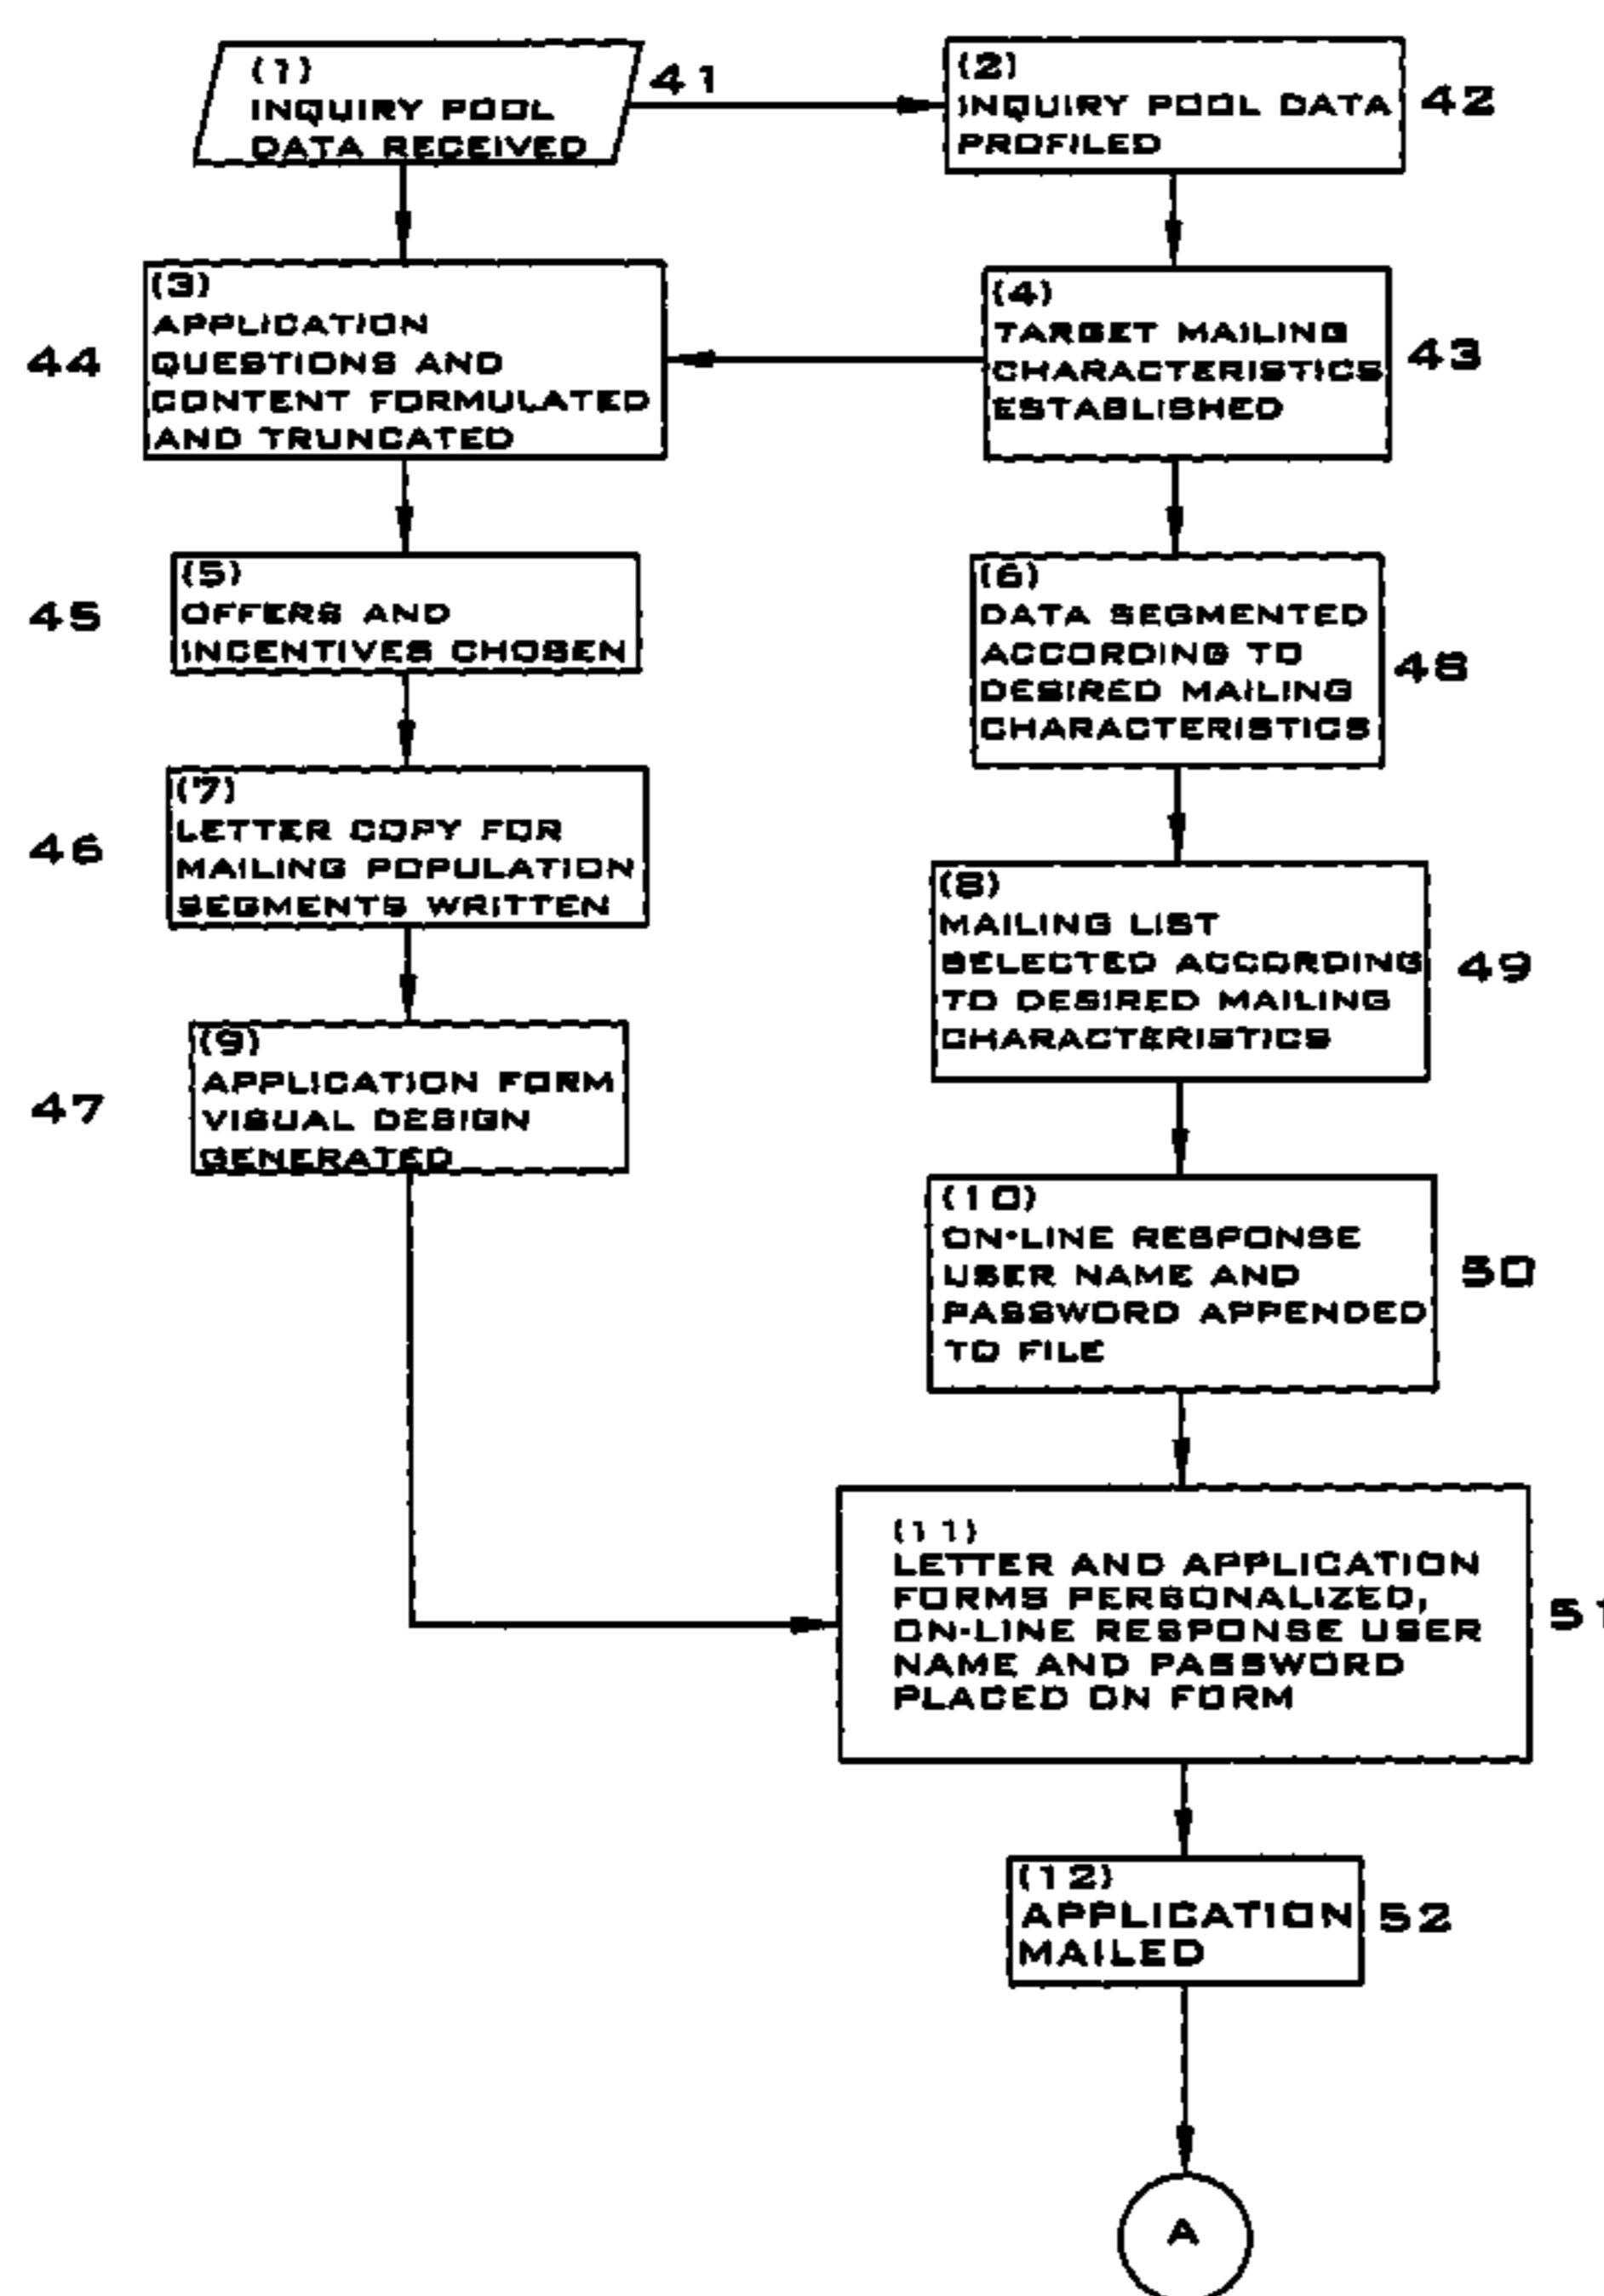 (1)
INQUIRY POOL
DATA RECEIVED
41
(2)
INQUIRY POOL DATA
PROFILED
42
(3)
APPLICATION
QUESTIONS AND
CONTENT FORMULATED
AND TRUNCATED
44
(4)
TARGET MAILING
CHARACTERISTICS
ESTABLISHED
43
(5)
OFFERS AND
INCENTIVES CHOSEN
45
(6)
DATA SEGMENTED
ACCORDING TO
DESIRED MAILING
CHARACTERISTICS
48
(7)
LETTER COPY FOR
MAILING POPULATION
SEGMENTS WRITTEN
46
(8)
MAILING LIST
SELECTED ACCORDING
TO DESIRED MAILING
CHARACTERISTICS
49
(9)
APPLICATION FORM
VISUAL DESIGN
GENERATED
47
(10)
ON-LINE RESPONSE
USER NAME AND
PASSWORD APPENDED
TO FILE
50
(11)
LETTER AND APPLICATION
FORMS PERSONALIZED,
ON-LINE RESPONSE USER
NAME AND PASSWORD
PLACED ON FORM
51
(12)
APPLICATION
MAILED
52
A